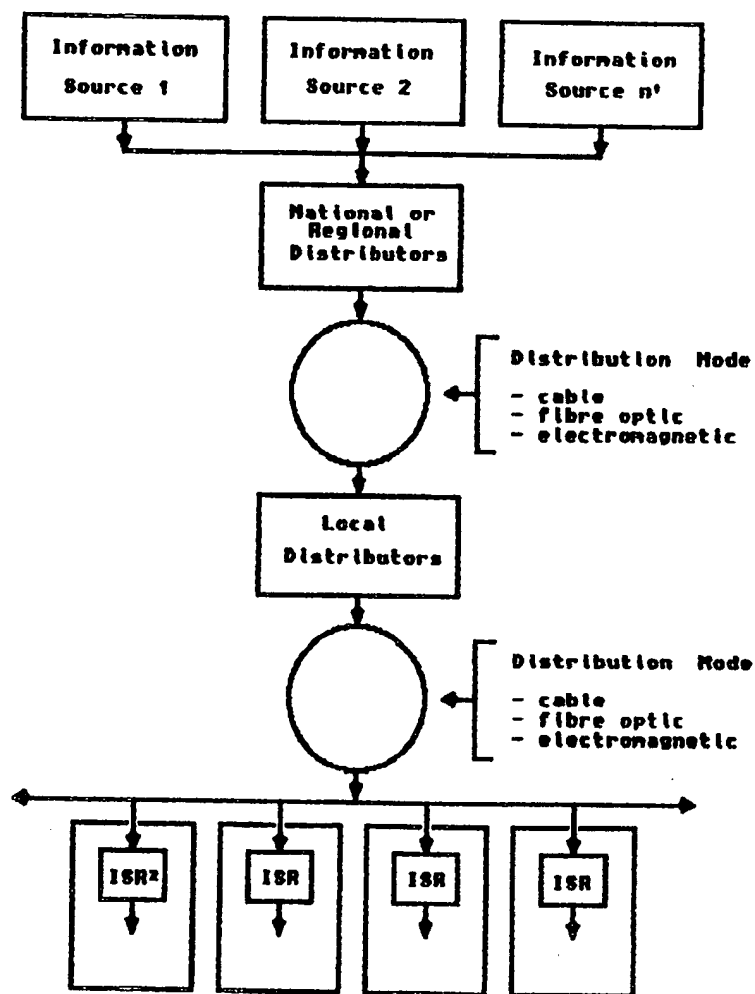 Information
Source 1
Information
Source 2
Information
Source n¹
National or
Regional
Distributors
Distribution Mode
- cable
- fibre optic
- electromagnetic
Local
Distributors
Distribution Mode
- cable
- fibre optic
- electromagnetic
ISR²
ISR
ISR
ISR